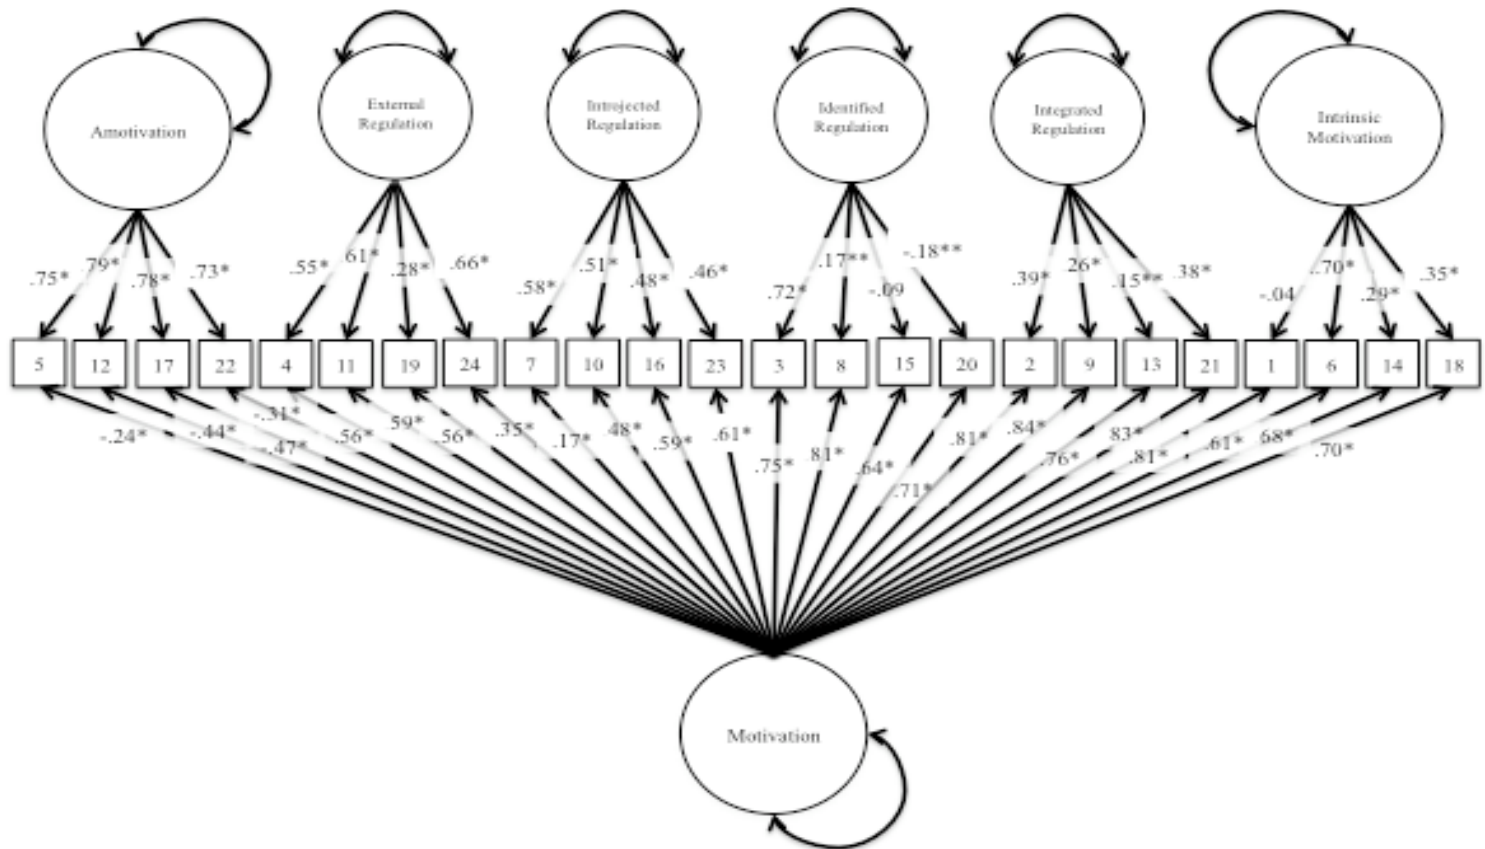 Amotivation
External
Regulation
Introjected
Regulation
Identified
Regulation
Integrated
Regulation
Intrinsic
Motivation
.75* .79* .78* .73* .55* .61* .28* .66* .58* .51* .48* .46* .72* .17** -.09 -.18** .39* .26* .15** .38* -.04 .70* .29* .35*
5 12 17 22 4 11 19 24 7 10 16 23 3 8 15 20 2 9 13 21 1 6 14 18
-.24* -.44* -.47* -.31* .56* .59* .56* .35* .17* .48* .59* .61* .75* .81* .64* .71* .81* .84* .76* .83* .81* .61* .68* .70*
Motivation